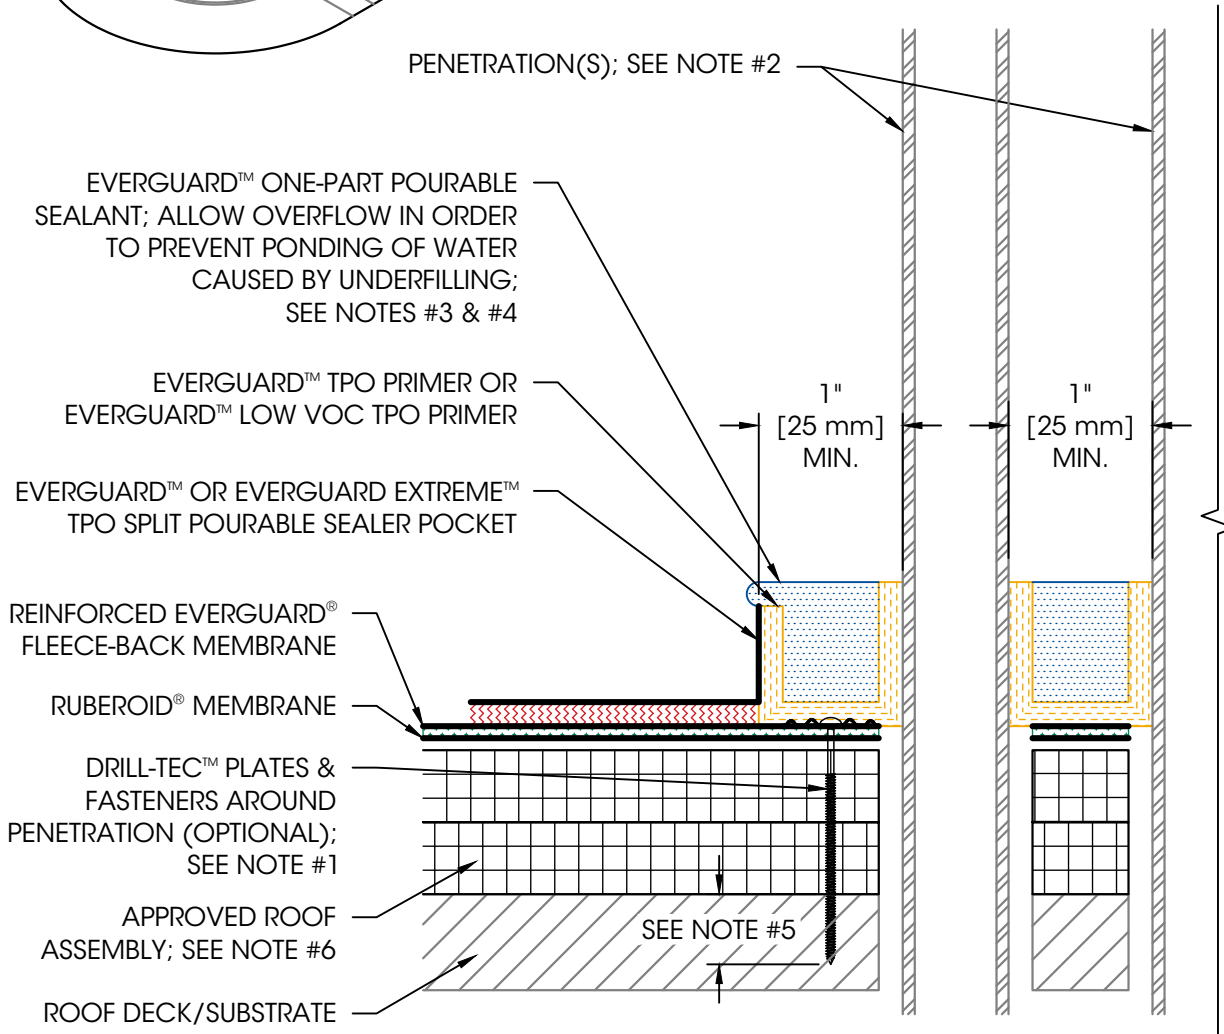 PENETRATION(S); SEE NOTE #2
EVERGUARD™ ONE-PART POURABLE
SEALANT; ALLOW OVERFLOW IN ORDER
TO PREVENT PONDING OF WATER
CAUSED BY UNDERFILLING;
SEE NOTES #3 & #4
EVERGUARD™ TPO PRIMER OR
EVERGUARD™ LOW VOC TPO PRIMER
1"
[25 mm]
MIN.
1"
[25 mm]
MIN.
EVERGUARD™ OR EVERGUARD EXTREME™
TPO SPLIT POURABLE SEALER POCKET
REINFORCED EVERGUARD®
FLEECE-BACK MEMBRANE
RUBEROID® MEMBRANE
DRILL-TEC™ PLATES &
FASTENERS AROUND
PENETRATION (OPTIONAL);
SEE NOTE #1
APPROVED ROOF
ASSEMBLY; SEE NOTE #6
SEE NOTE #5
ROOF DECK/SUBSTRATE